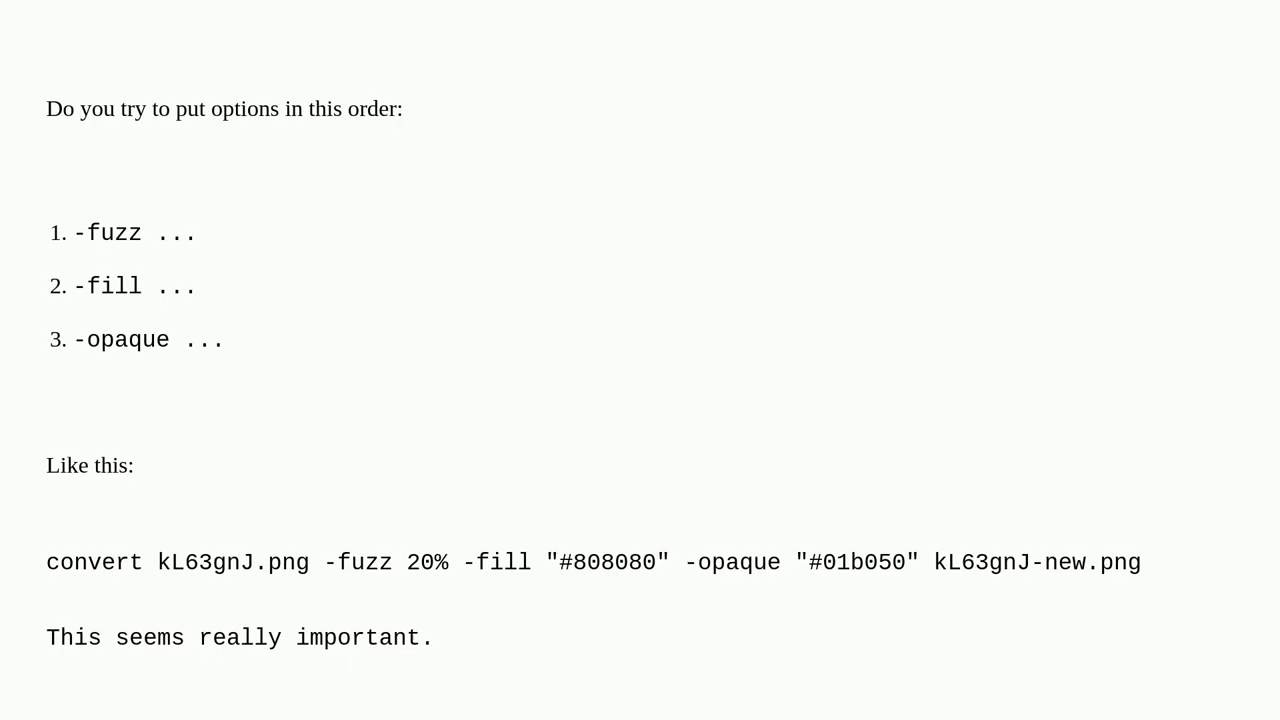 Do you try to put options in this order:
1. -fuzz ...
2. -fill ...
3. -opaque ...
Like this:
convert kL63gnJ.png -fuzz 20% -fill "#808080" -opaque "#01b050" kL63gnJ-new.png
This seems really important.